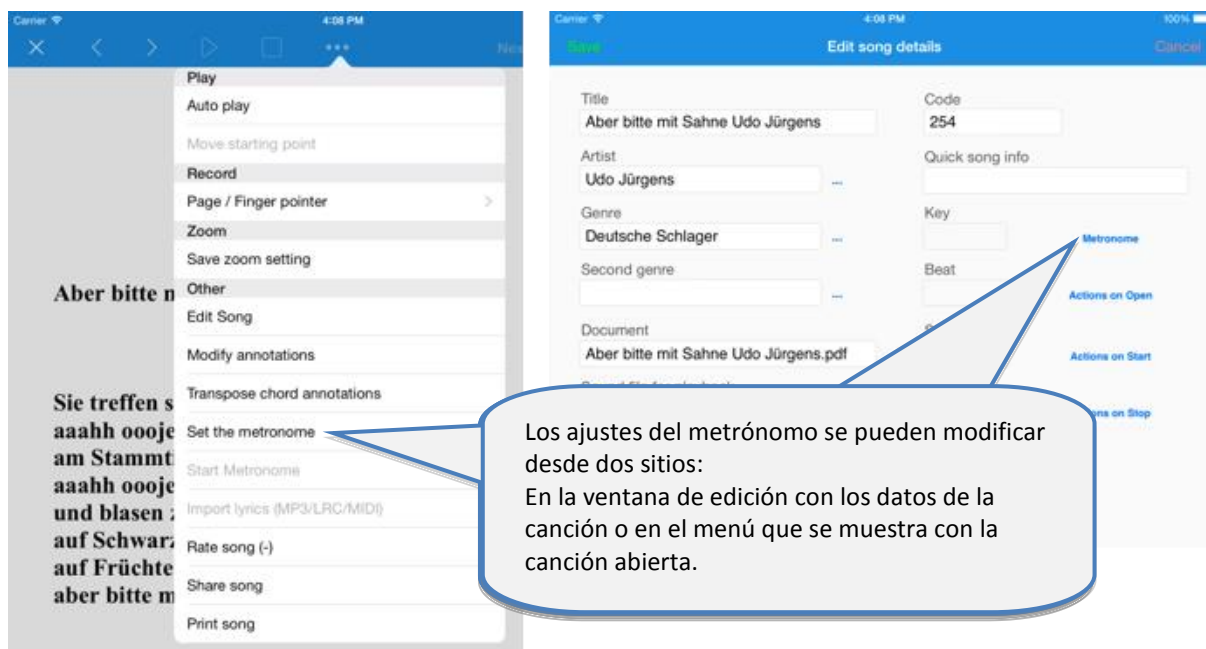 Carrier
4:08 PM
Play
Auto play
Move starting point
Record
Page / Finger pointer
Zoom
Save zoom setting
Other
Edit Song
Modify annotations
Transpose chord annotations
Set the metronome
Start Metronome
Import lyrics (MP3/LRC/MIDI)
Rate song (-)
Share song
Print song
Aber bitte
Sie treffen
aaahh oooje
am
aaahh oooje
und blasen
auf
auf
aber bitte
Carrier
4:08 PM
100%
Save
Edit song details
Cancel
Title
Aber bitte mit Sahne Udo Jürgens
Code
254
Artist
Udo Jürgens
...
Quick song info
Genre
Deutsche Schlager
...
Key
Metronome
Second genre
...
Beat
Actions on Open
Document
Aber bitte mit Sahne Udo Jürgens.pdf
Actions on Start
on Stop
Los ajustes del metrónomo se pueden modificar
desde dos sitios:
En la ventana de edición con los datos de la
canción o en el menú que se muestra con la
canción abierta.